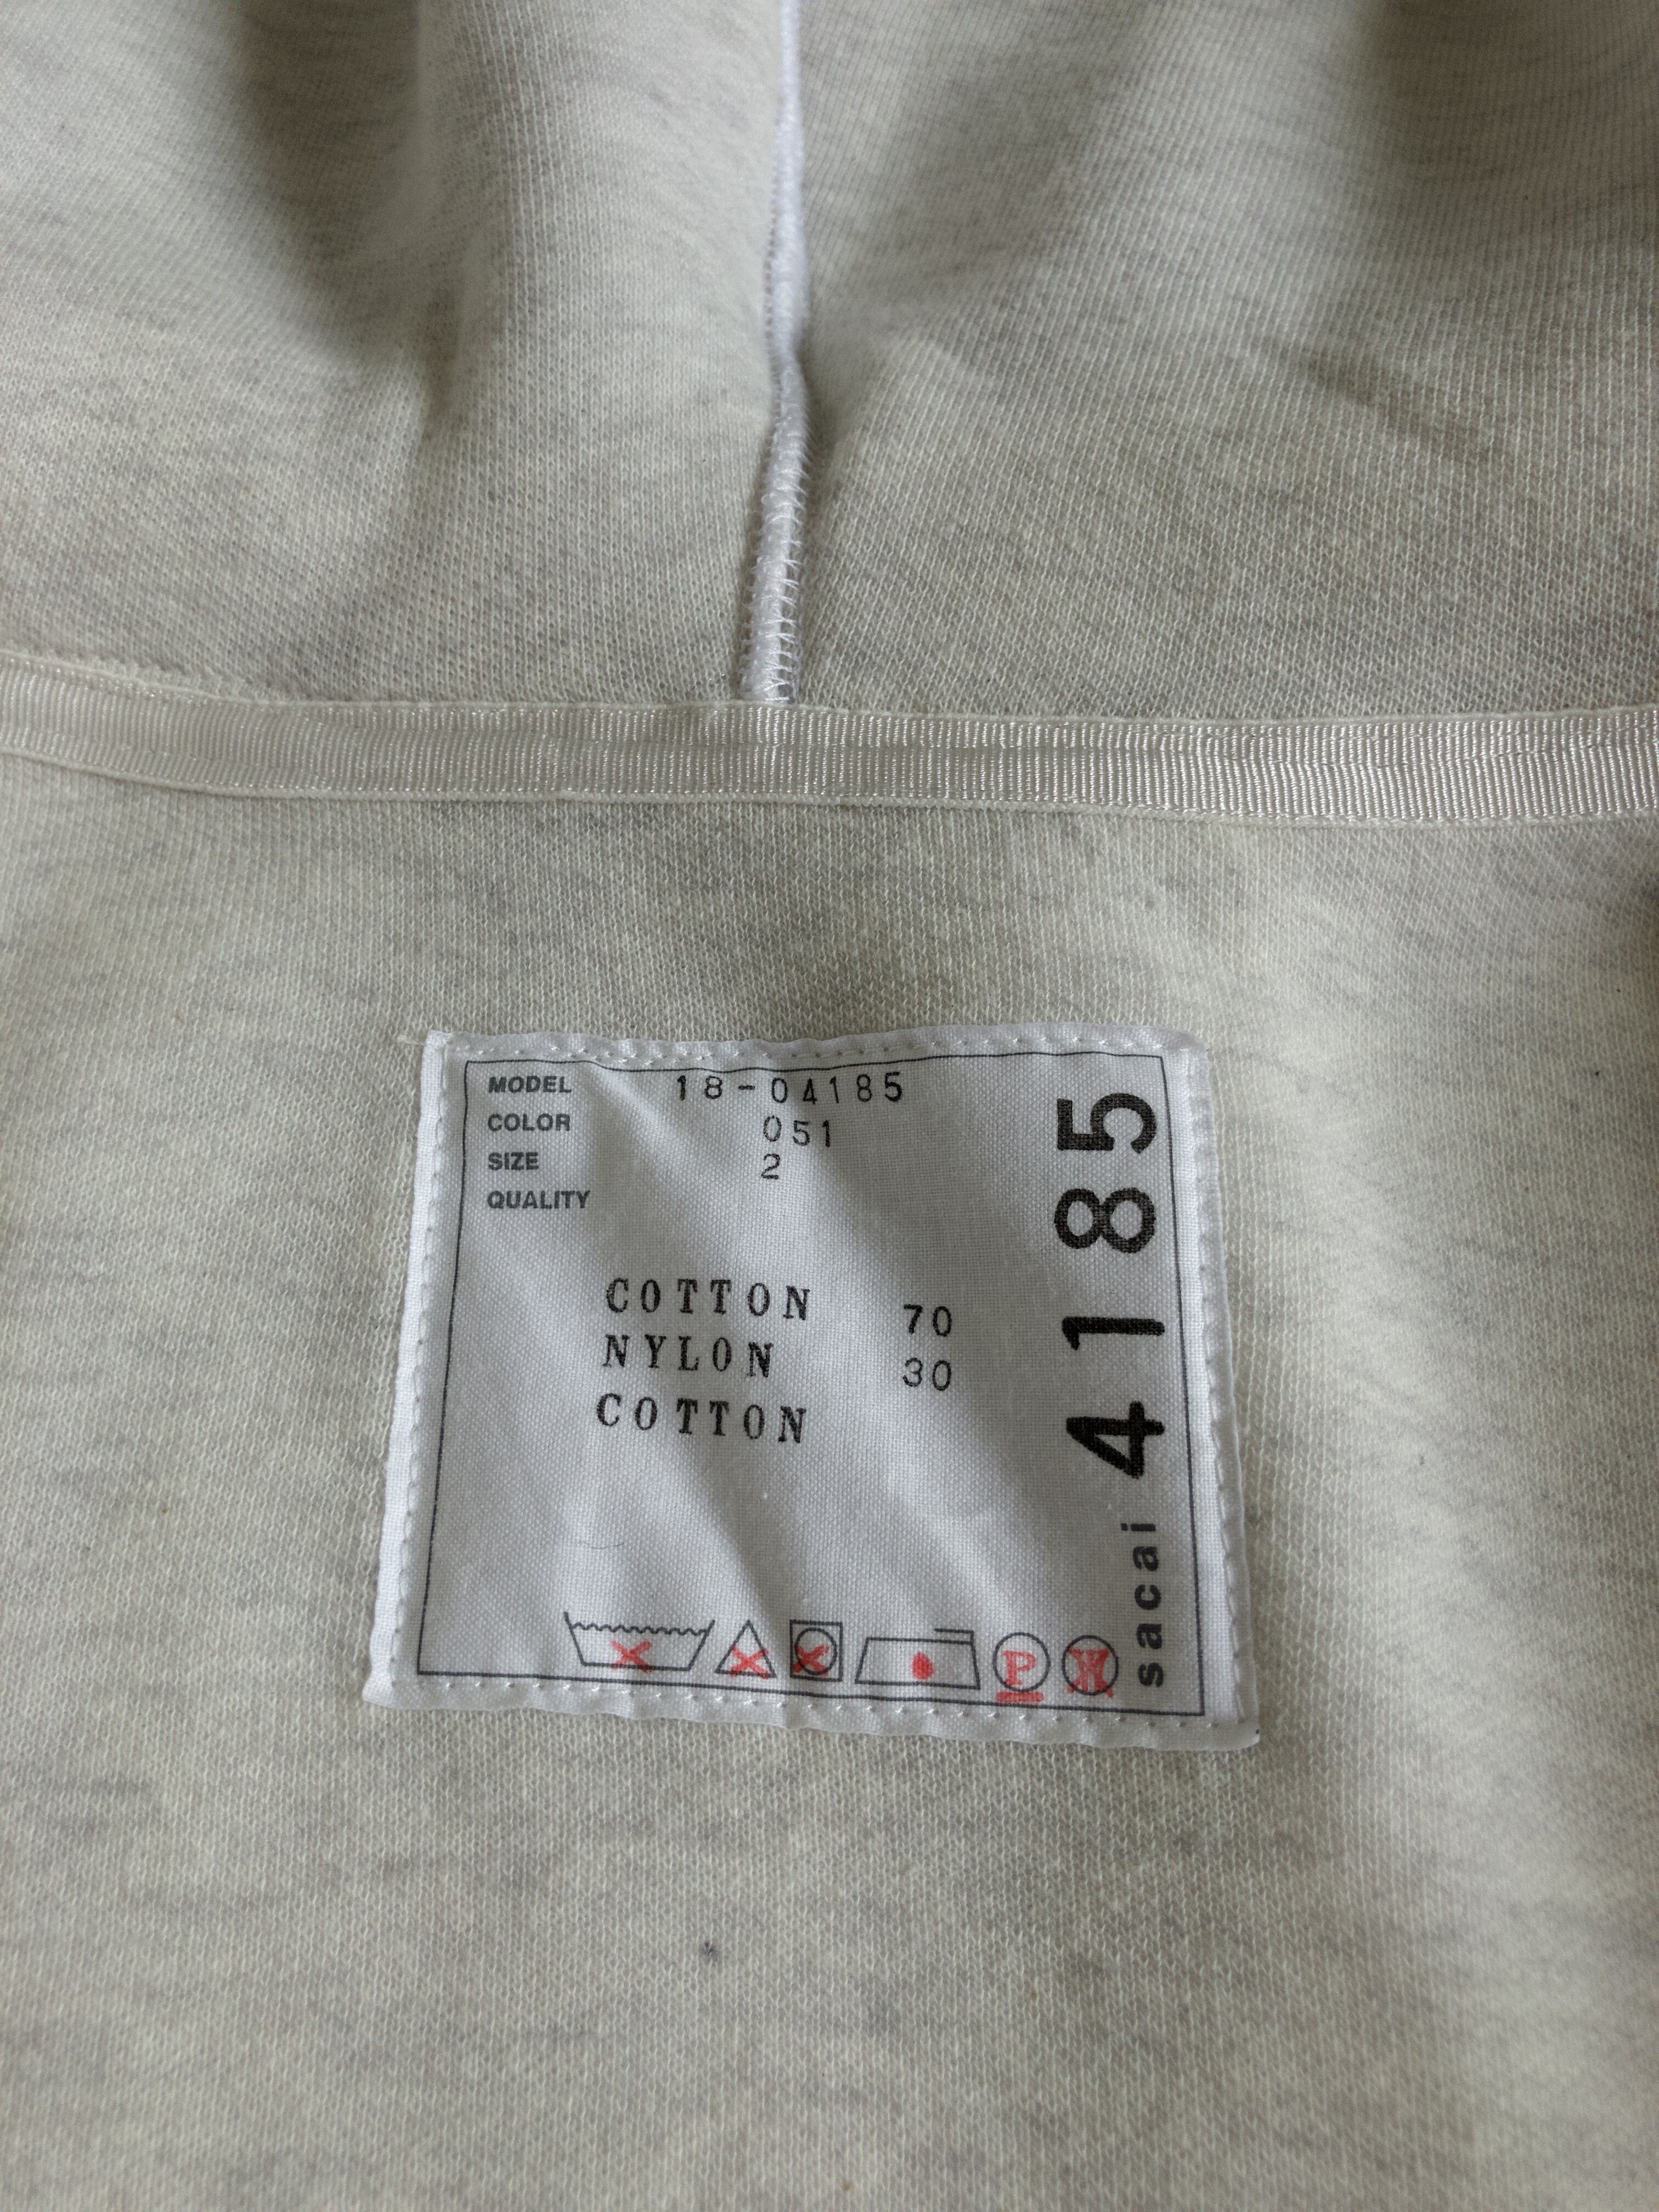 MODEL 18-04185
COLOR 051
SIZE 2
QUALITY
COTTON 70
NYLON 30
COTTON
P
W
sacai 4185